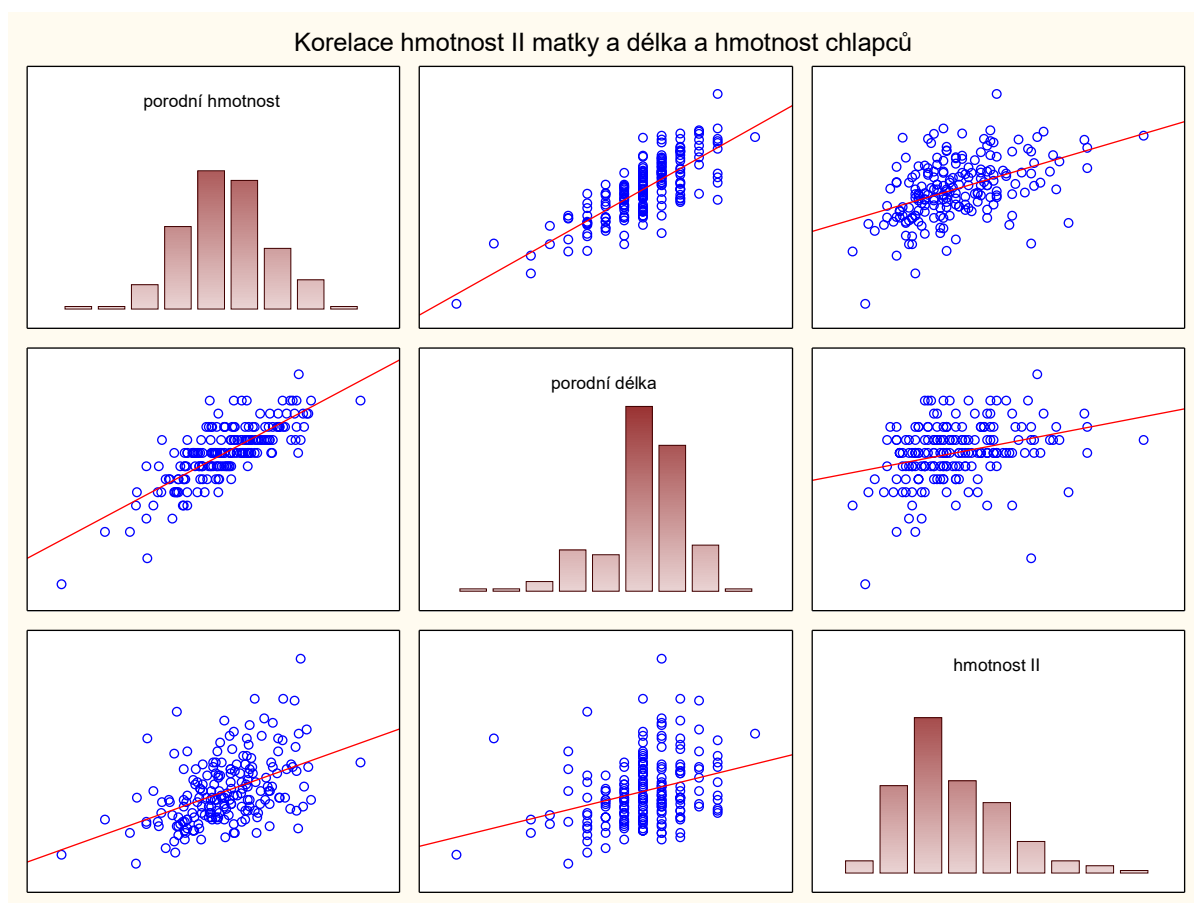 Korelace hmotnost II matky a délka a hmotnost chlapců
porodní hmotnost
porodní délka
hmotnost II